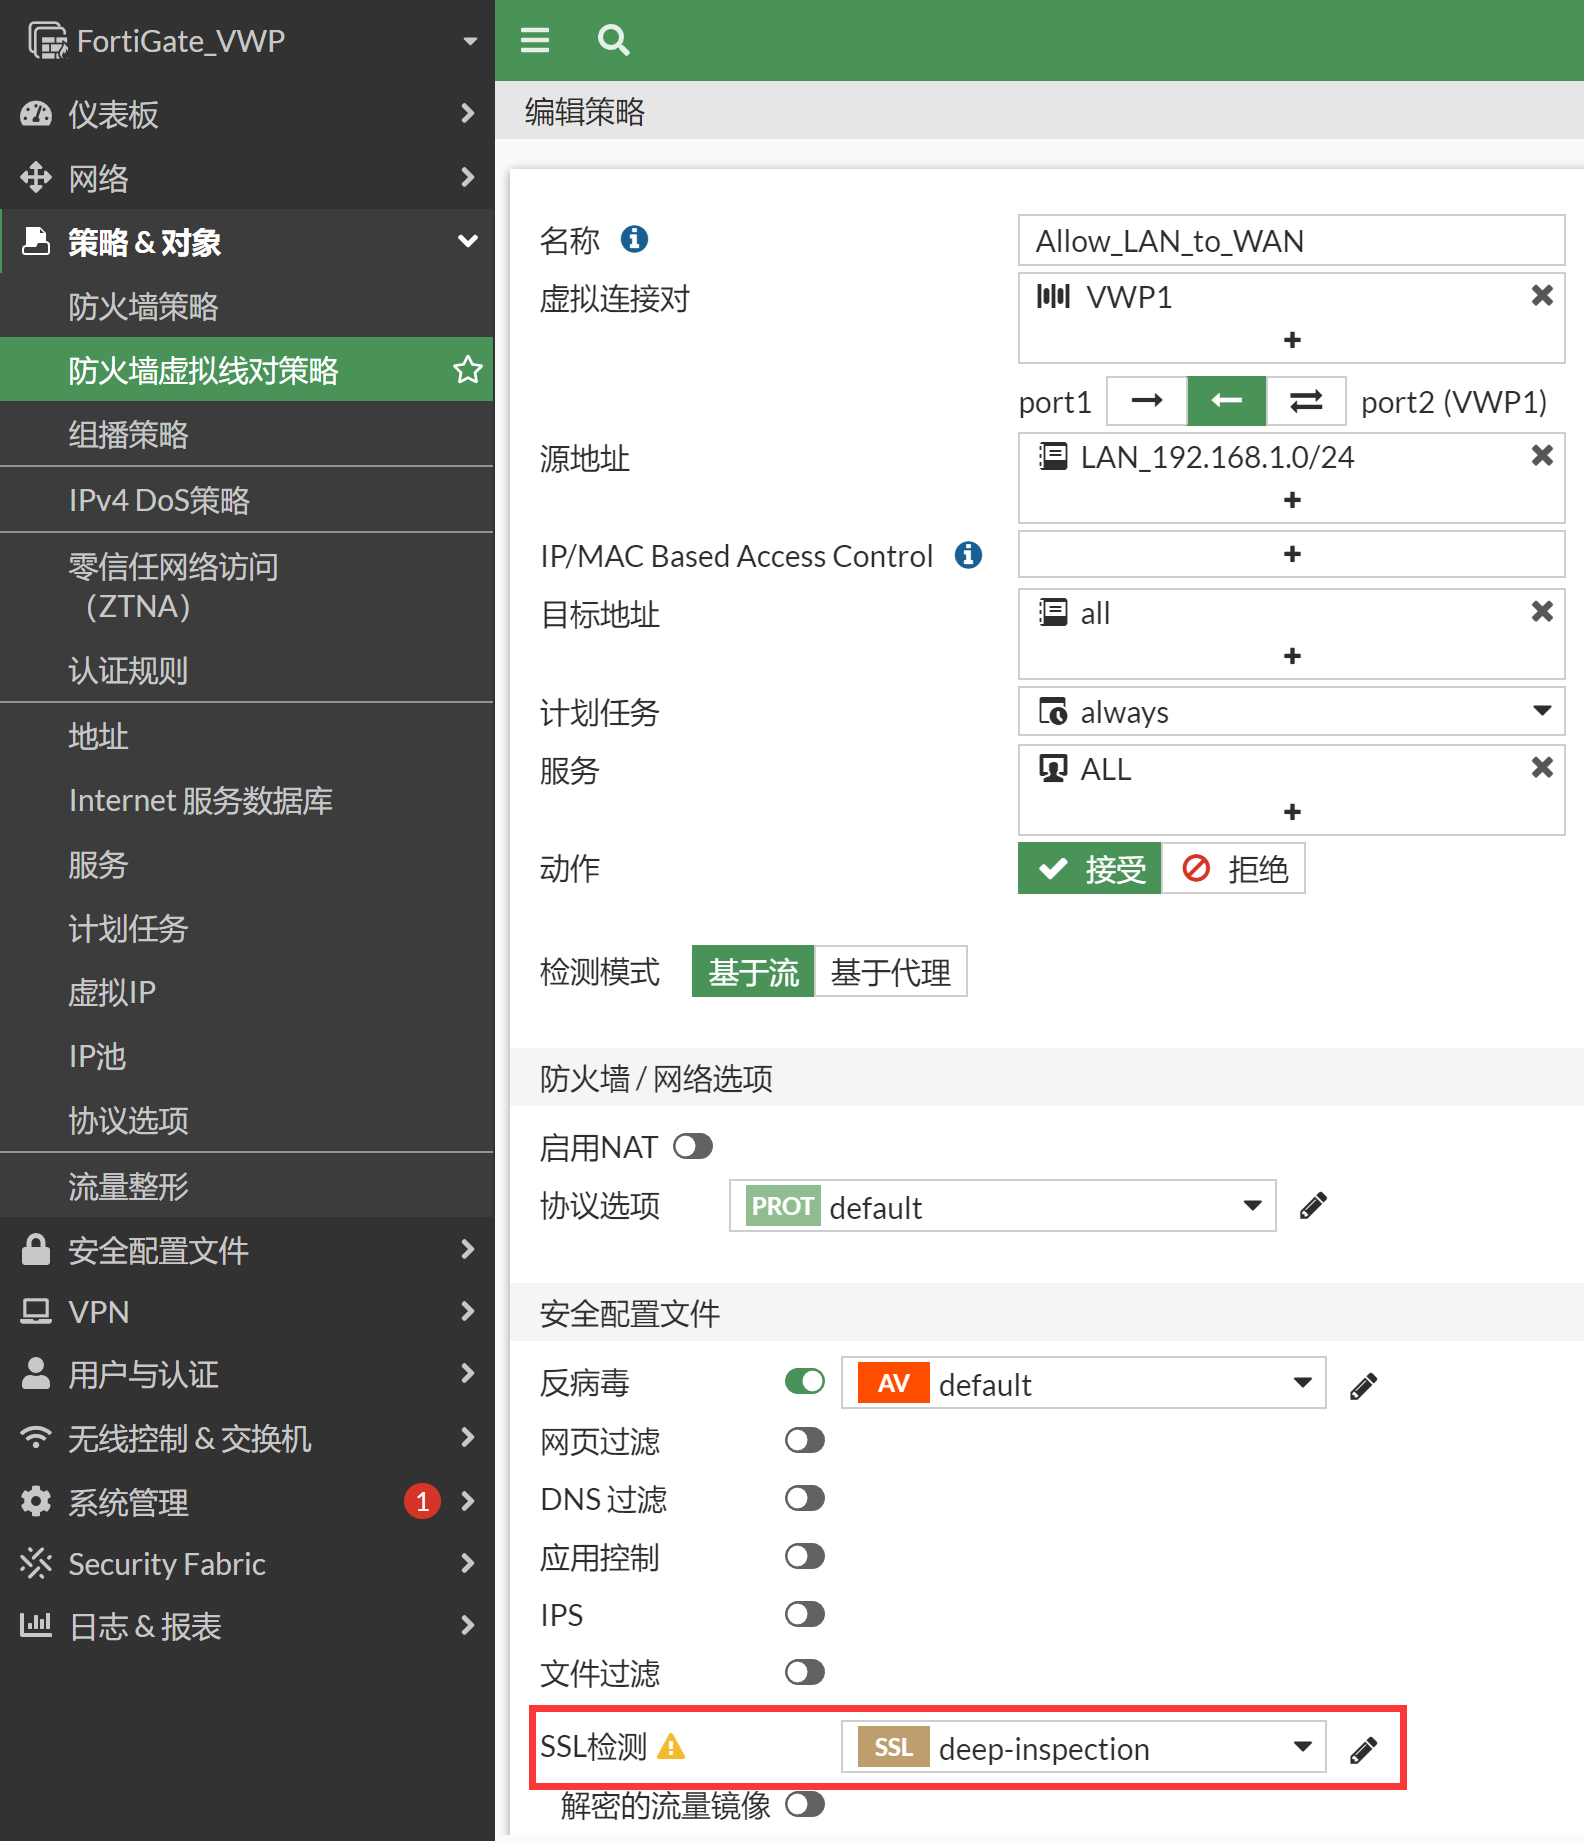 FortiGate_VWP
仪表板
网络
策略 & 对象
防火墙策略
防火墙虚拟线对策略
组播策略
IPv4 DoS策略
零信任网络访问
（ZTNA）
认证规则
地址
Internet 服务数据库
服务
计划任务
虚拟IP
IP池
协议选项
流量整形
安全配置文件
VPN
用户与认证
无线控制 & 交换机
系统管理 1
Security Fabric
日志 & 报表
编辑策略
名称 Allow_LAN_to_WAN
虚拟连接对 VWP1
port1 port2 (VWP1)
源地址 LAN_192.168.1.0/24
IP/MAC Based Access Control
目标地址 all
计划任务 always
服务 ALL
动作 接受 拒绝
检测模式 基于流 基于代理
防火墙 / 网络选项
启用NAT
协议选项 PROT default
安全配置文件
反病毒 AV default
网页过滤
DNS 过滤
应用控制
IPS
文件过滤
SSL检测 SSL deep-inspection
解密的流量镜像